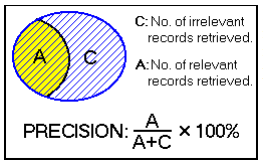 C: No. of irrelevant
records retrieved.
A C
A: No. of relevant
records retrieved.
PRECISION: A/A+C × 100%